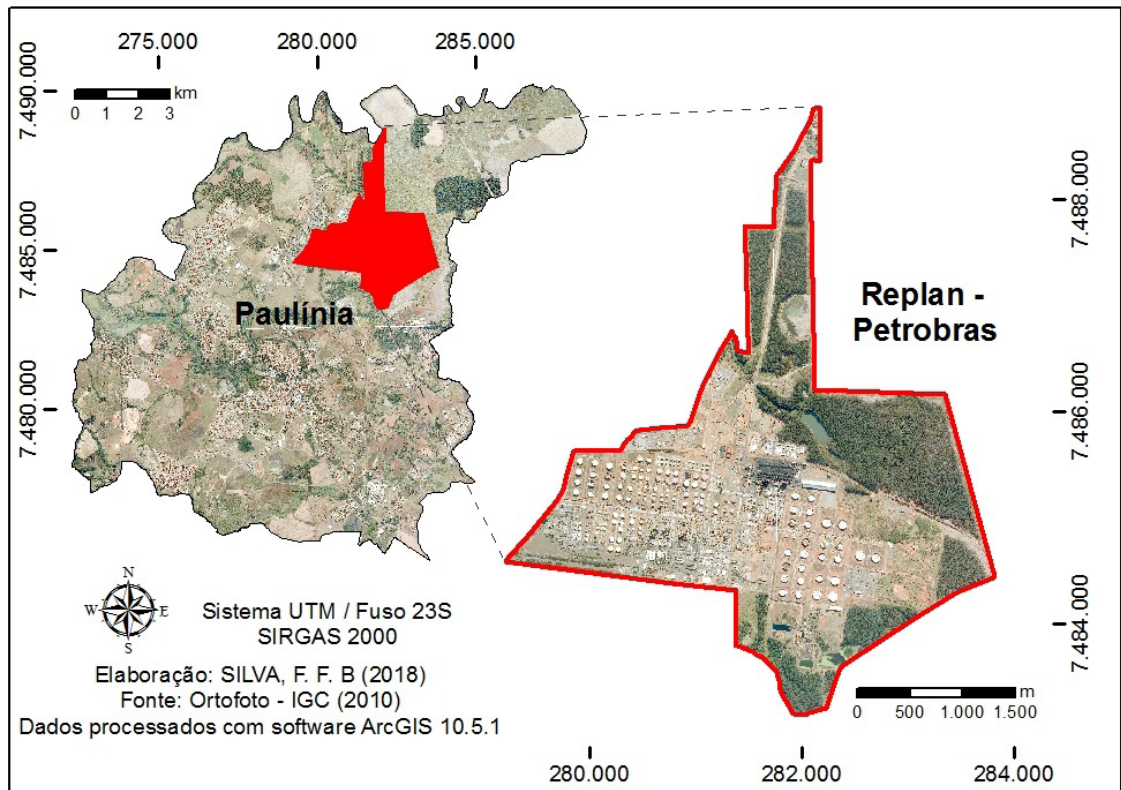 275.000 280.000 285.000
7.490.000
0 1 2 3 km
7.485.000
7.480.000
Paulínia
Replan -
Petrobras
7.488.000
7.486.000
7.484.000
N
W E
S
Sistema UTM / Fuso 23S
SIRGAS 2000
Elaboração: SILVA, F. F. B (2018)
Fonte: Ortofoto - IGC (2010)
Dados processados com software ArcGIS 10.5.1
m
0 500 1.000 1.500
280.000 282.000 284.000